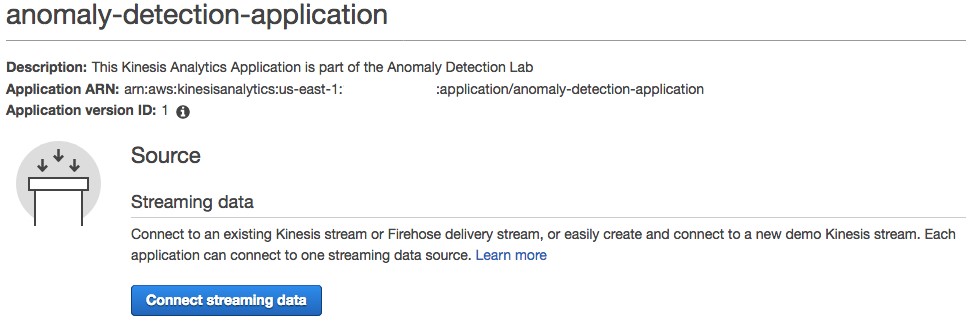 anomaly-detection-application
Description: This Kinesis Analytics Application is part of the Anomaly Detection Lab
Application ARN: arn:aws:kinesisanalytics:us-east-1: :application/anomaly-detection-application
Application version ID: 1
Source
Streaming data
Connect to an existing Kinesis stream or Firehose delivery stream, or easily create and connect to a new demo Kinesis stream. Each
application can connect to one streaming data source. Learn more
Connect streaming data